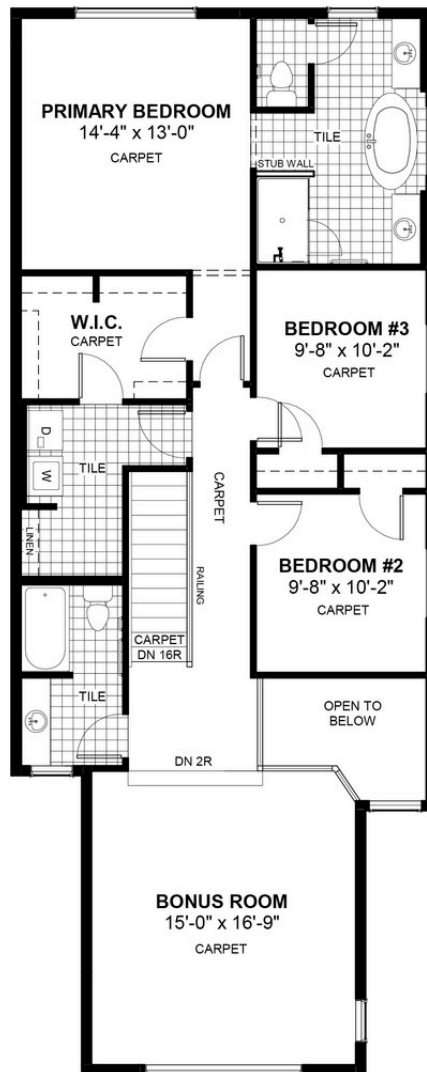 PRIMARY BEDROOM
14'-4" x 13'-0"
CARPET
TILE
STUB WALL
W.I.C.
CARPET
BEDROOM #3
9'-8" x 10'-2"
CARPET
D
W
TILE
LINEN
CARPET
RAILING
BEDROOM #2
9'-8" x 10'-2"
CARPET
CARPET
DN 16R
TILE
OPEN TO
BELOW
DN 2R
BONUS ROOM
15'-0" x 16'-9"
CARPET